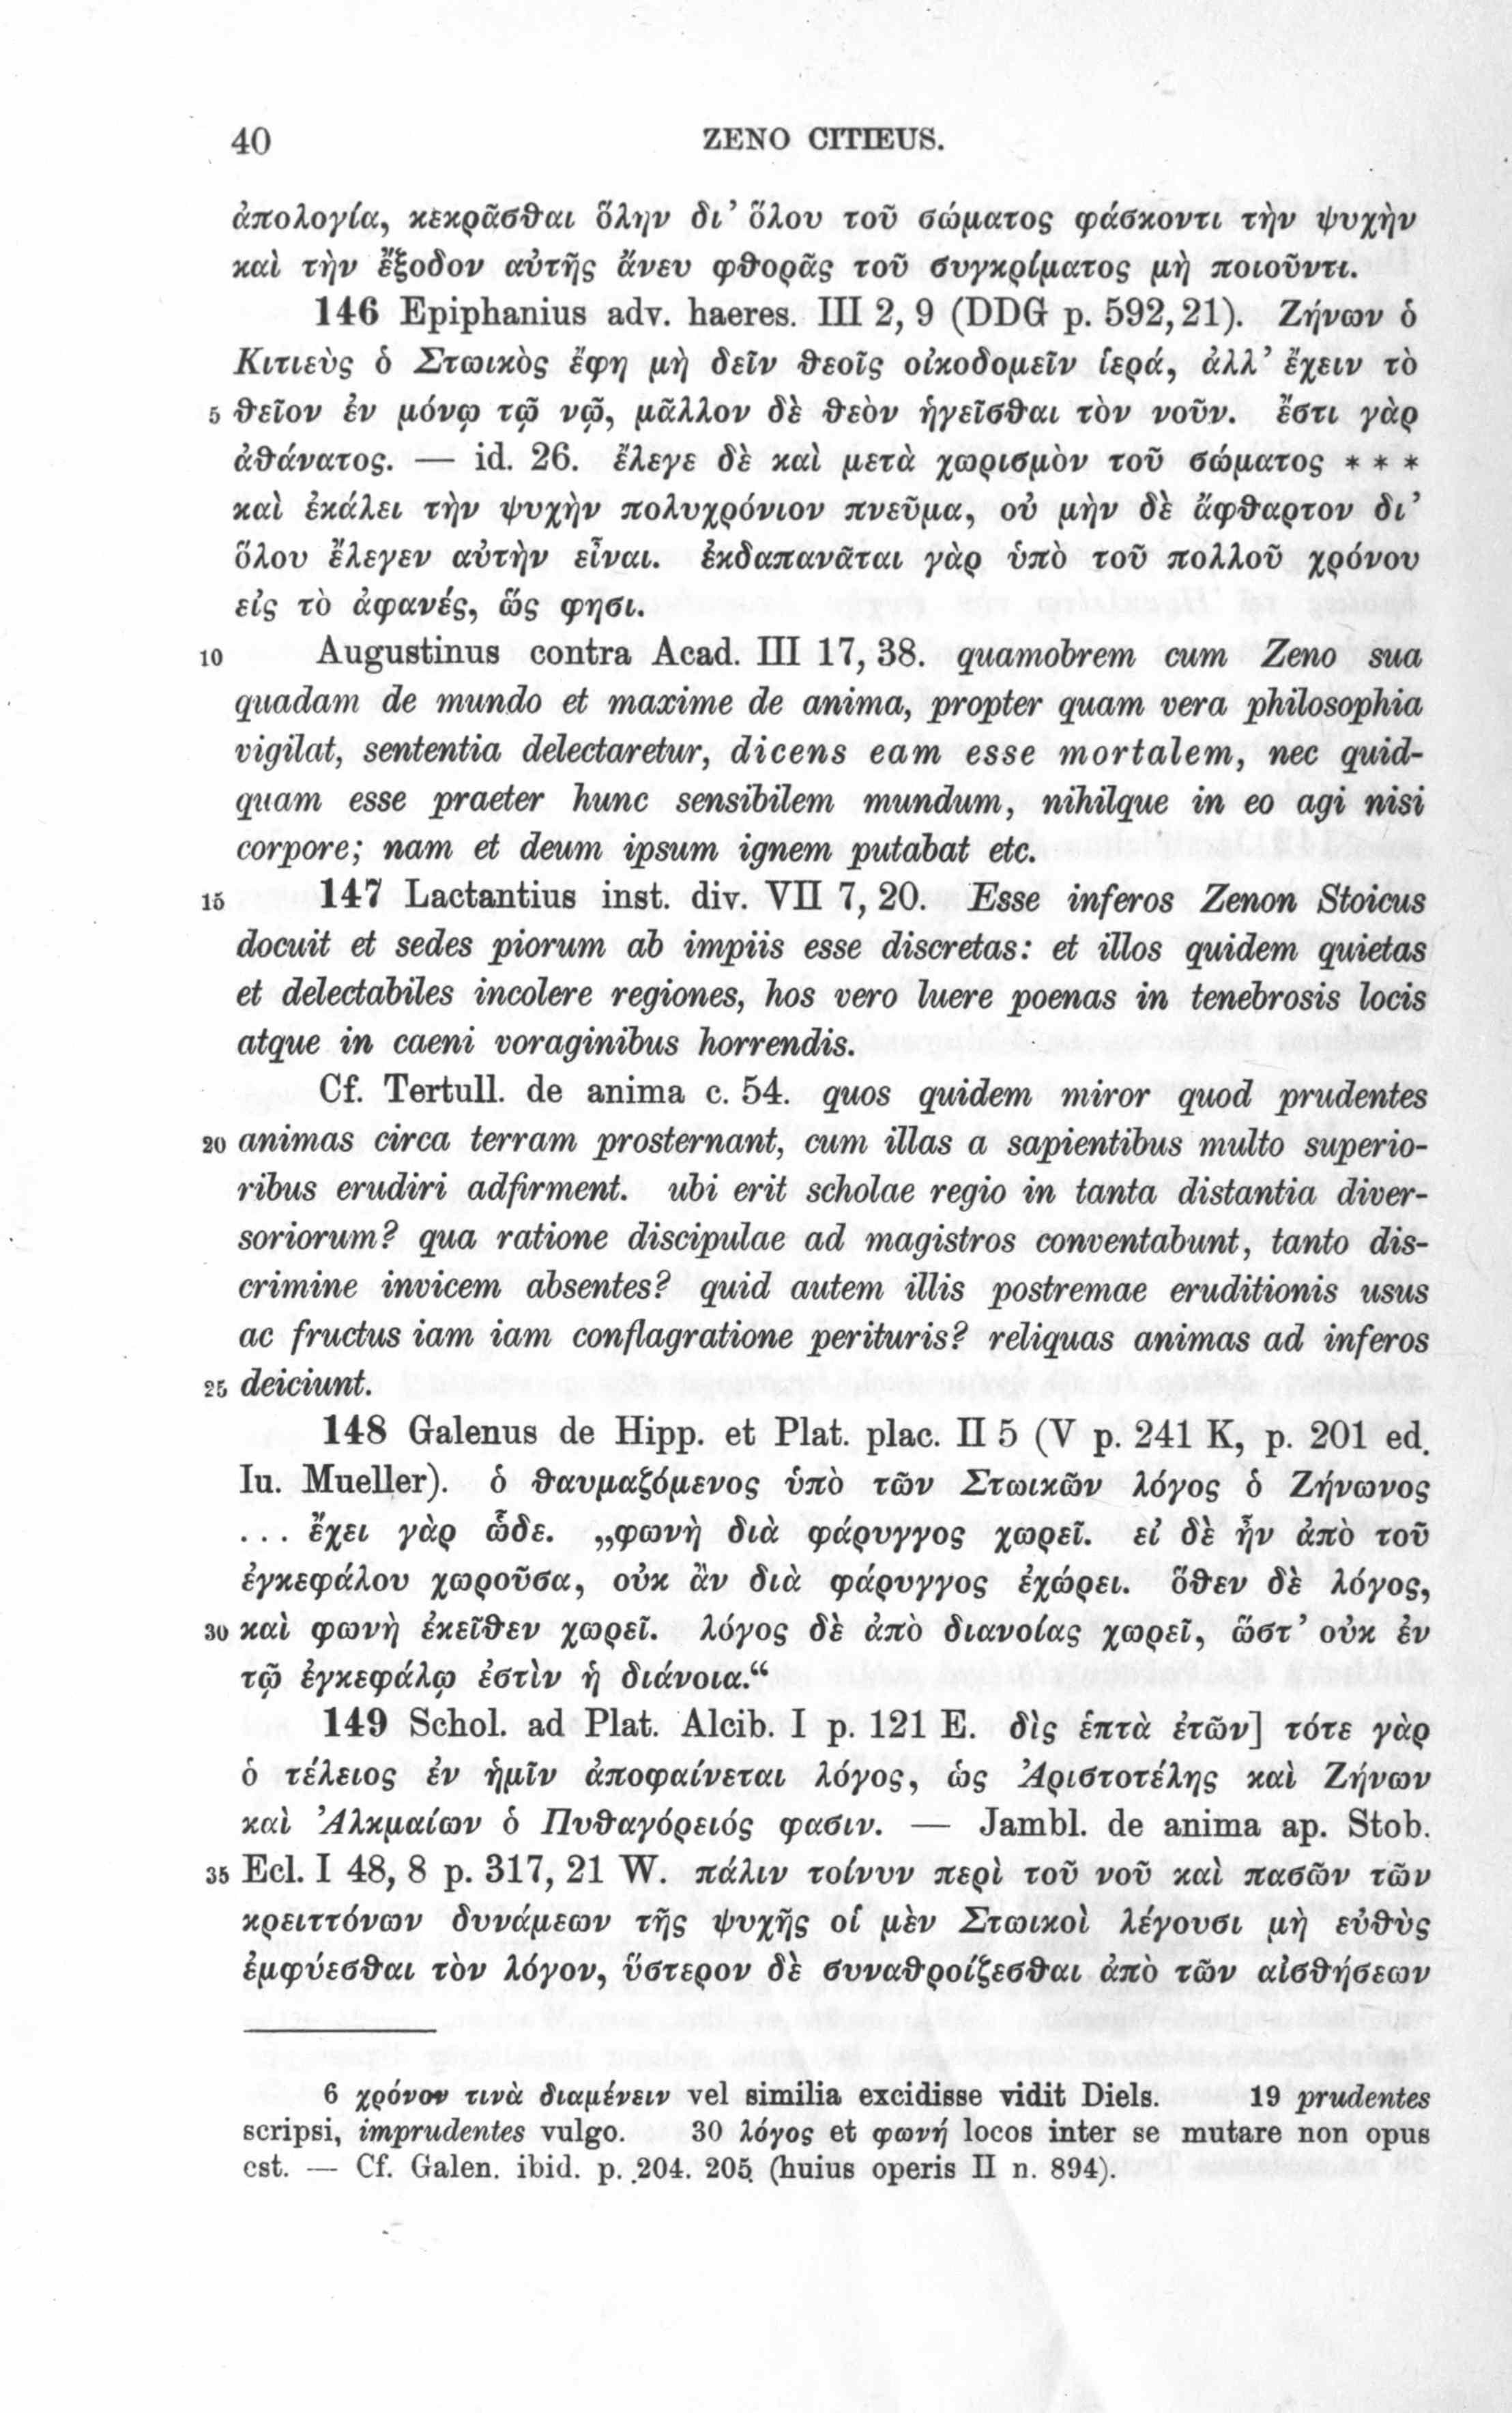 40 ZENO CITIEUS.
ἀπολογία, κεκρᾶσθαι ὅλην δι’ ὅλου τοῦ σώματος φάσκοντι τὴν ψυχὴν
καὶ τὴν ἔξοδον αὐτῆς ἄνευ φθορᾶς τοῦ συγκρίματος μὴ ποιοῦντι.
146 Epiphanius adv. haeres. III 2, 9 (DDG p. 592, 21). Ζήνων ὁ
Κιτιεὺς ὁ Στωικὸς ἔφη μὴ δεῖν θεοῖς οἰκοδομεῖν ἱερά, ἀλλ’ ἔχειν τὸ
5 θεῖον ἐν μόνῳ τῷ νῷ, μᾶλλον δὲ θεὸν ἡγεῖσθαι τὸν νοῦν. ἔστι γὰρ
ἀθάνατος. — id. 26. ἔλεγε δὲ καὶ μετὰ χωρισμὸν τοῦ σώματος * * *
καὶ ἐκάλει τὴν ψυχὴν πολυχρόνιον πνεῦμα, οὐ μὴν δὲ ἄφθαρτον δι’
ὅλου ἔλεγεν αὐτὴν εἶναι. ἐκδαπανᾶται γὰρ ὑπὸ τοῦ πολλοῦ χρόνου
εἰς τὸ ἀφανές, ὥς φησι.
10 Augustinus contra Acad. III 17, 38. quamobrem cum Zeno sua
quadam de mundo et maxime de anima, propter quam vera philosophia
vigilat, sententia delectaretur, dicens eam esse mortalem, nec quid-
quam esse praeter hunc sensibilem mundum, nihilque in eo agi nisi
corpore; nam et deum ipsum ignem putabat etc.
15 147 Lactantius inst. div. VII 7, 20. Esse inferos Zenon Stoicus
docuit et sedes piorum ab impiis esse discretas: et illos quidem quietas
et delectabiles incolere regiones, hos vero luere poenas in tenebrosis locis
atque in caeni voraginibus horrendis.
Cf. Tertull. de anima c. 54. quos quidem miror quod prudentes
20 animas circa terram prosternant, cum illas a sapientibus multo superio-
ribus erudiri adfirment. ubi erit scholae regio in tanta distantia diver-
soriorum? qua ratione discipulae ad magistros conventabunt, tanto dis-
crimine invicem absentes? quid autem illis postremae eruditionis usus
ac fructus iam iam conflagratione perituris? reliquas animas ad inferos
25 deiciunt.
148 Galenus de Hipp. et Plat. plac. II 5 (V p. 241 K, p. 201 ed.
Iu. Mueller). ὁ θαυμαζόμενος ὑπὸ τῶν Στωικῶν λόγος ὁ Ζήνωνος
... ἔχει γὰρ ὧδε. „φωνὴ διὰ φάρυγγος χωρεῖ. εἰ δὲ ἦν ἀπὸ τοῦ
ἐγκεφάλου χωροῦσα, οὐκ ἂν διὰ φάρυγγος ἐχώρει. ὅθεν δὲ λόγος,
30 καὶ φωνὴ ἐκεῖθεν χωρεῖ. λόγος δὲ ἀπὸ διανοίας χωρεῖ, ὥστ’ οὐκ ἐν
τῷ ἐγκεφάλῳ ἐστὶν ἡ διάνοια.“
149 Schol. ad Plat. Alcib. I p. 121 E. δὶς ἑπτὰ ἐτῶν] τότε γὰρ
ὁ τέλειος ἐν ἡμῖν ἀποφαίνεται λόγος, ὡς Ἀριστοτέλης καὶ Ζήνων
καὶ Ἀλκμαίων ὁ Πυθαγόρειός φασιν. — Jambl. de anima ap. Stob.
35 Ecl. I 48, 8 p. 317, 21 W. πάλιν τοίνυν περὶ τοῦ νοῦ καὶ πασῶν τῶν
κρειττόνων δυνάμεων τῆς ψυχῆς οἱ μὲν Στωικοὶ λέγουσι μὴ εὐθὺς
ἐμφύεσθαι τὸν λόγον, ὕστερον δὲ συναθροίζεσθαι ἀπὸ τῶν αἰσθήσεων
6 χρόνον τινὰ διαμένειν vel similia excidisse vidit Diels. 19 prudentes
scripsi, imprudentes vulgo. 30 λόγος et φωνή locos inter se mutare non opus
est. — Cf. Galen. ibid. p. 204. 205 (huius operis II n. 894).